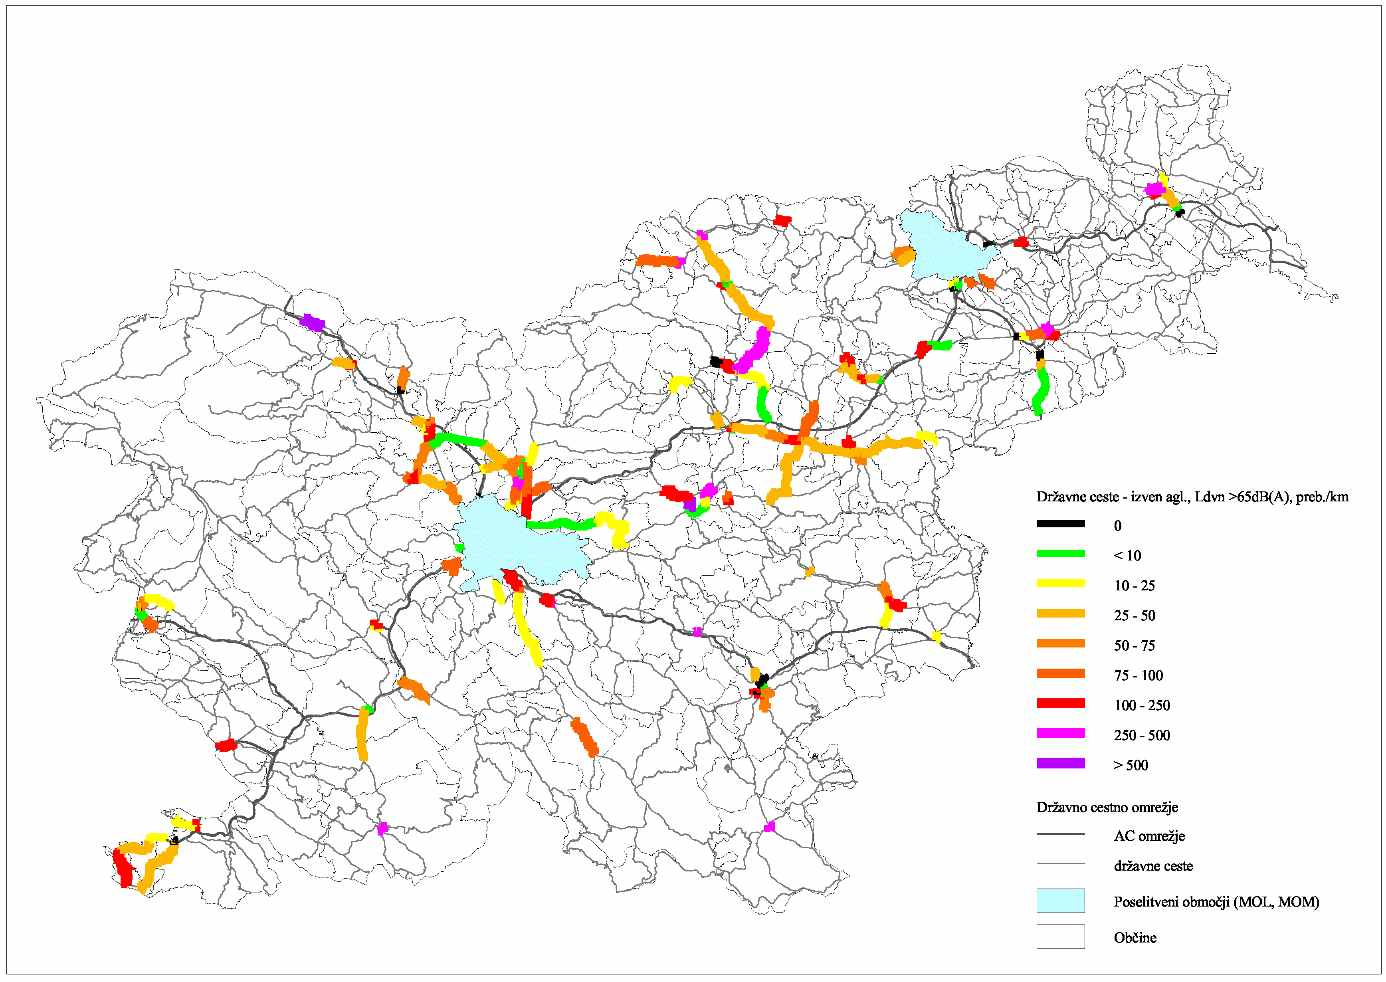 Državne ceste - izven agl., Ldvn >65dB(A), preb./km
0
< 10
10 - 25
25 - 50
50 - 75
75 - 100
100 - 250
250 - 500
> 500
Državno cestno omrežje
AC omrežje
državne ceste
Poselitveni območji (MOL, MOM)
Občine